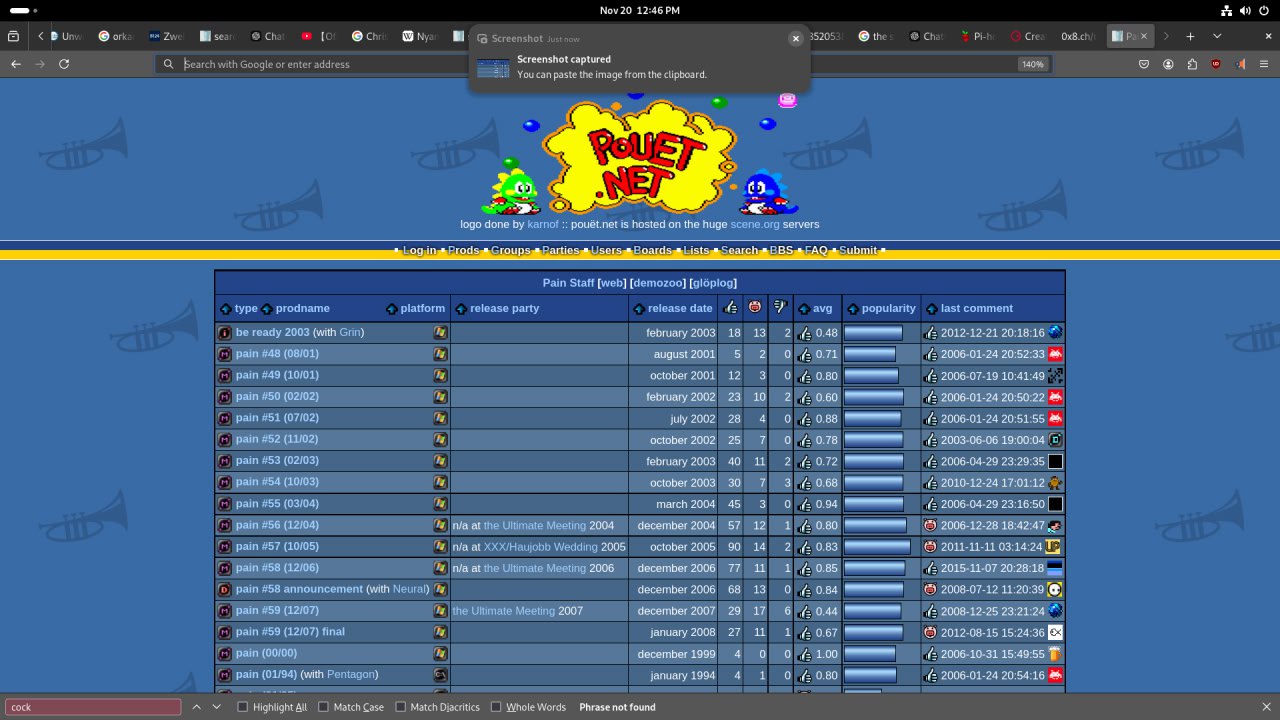 Nov 20 12:46 PM
Unw
orka
Zwe
sear
Chat
【O
Chri
Nyar
s
Screenshot Just now
852053
the s
Chat
Pi-h
Crea
0x8.ch/
Pa
Screenshot captured
You can paste the image from the clipboard.
Search with Google or enter address
140%
POUET
.NET
logo done by karnof :: pouët.net is hosted on the huge scene.org servers
Log in Prods Groups Parties Users Boards Lists Search BBS FAQ Submit
Pain Staff [web] [demozoo] [glöplog]
type prodname platform release party release date avg popularity last comment
be ready 2003 (with Grin) february 2003 18 13 2 0.48 2012-12-21 20:18:16
pain #48 (08/01) august 2001 5 2 0 0.71 2006-01-24 20:52:33
pain #49 (10/01) october 2001 12 3 0 0.80 2006-07-19 10:41:49
pain #50 (02/02) february 2002 23 10 2 0.60 2006-01-24 20:50:22
pain #51 (07/02) july 2002 28 4 0 0.88 2006-01-24 20:51:55
pain #52 (11/02) october 2002 25 7 0 0.78 2003-06-06 19:00:04
pain #53 (02/03) february 2003 40 11 2 0.72 2006-04-29 23:29:35
pain #54 (10/03) october 2003 30 7 3 0.68 2010-12-24 17:01:12
pain #55 (03/04) march 2004 45 3 0 0.94 2006-04-29 23:16:50
pain #56 (12/04) n/a at the Ultimate Meeting 2004 december 2004 57 12 1 0.80 2006-12-28 18:42:47
pain #57 (10/05) n/a at XXX/Haujobb Wedding 2005 october 2005 90 14 2 0.83 2011-11-11 03:14:24 UP
pain #58 (12/06) n/a at the Ultimate Meeting 2006 december 2006 77 11 1 0.85 2015-11-07 20:28:18
pain #58 announcement (with Neural) december 2006 68 13 0 0.84 2008-07-12 11:20:39
pain #59 (12/07) the Ultimate Meeting 2007 december 2007 29 17 6 0.44 2008-12-25 23:21:24
pain #59 (12/07) final january 2008 27 11 1 0.67 2012-08-15 15:24:36
pain (00/00) december 1999 4 0 0 1.00 2006-10-31 15:49:55
pain (01/94) (with Pentagon) january 1994 4 1 0 0.80 2006-01-24 20:54:16
cock Highlight All Match Case Match Diacritics Whole Words Phrase not found